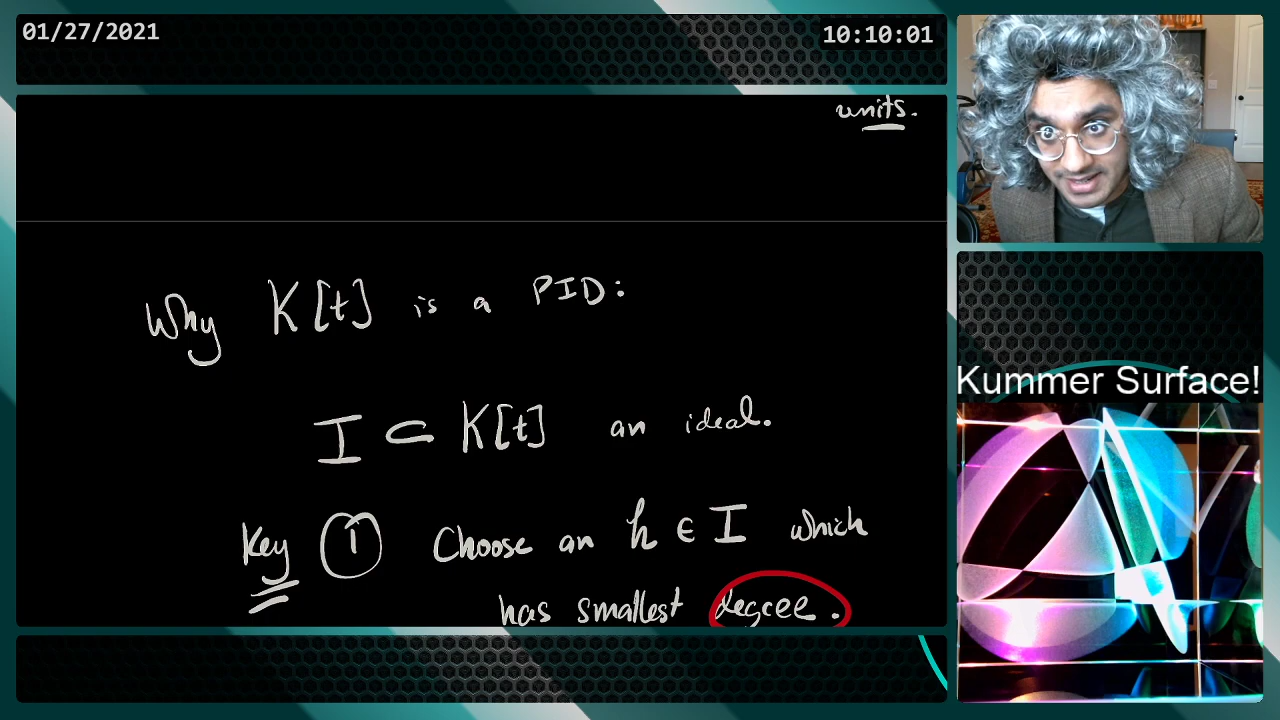 01/27/2021
10:10:01
units.
Why K[t] is a PID:
I ⊂ K[t] an ideal.
Key ① Choose an h ∈ I which
has smallest degree.
Kummer Surface!